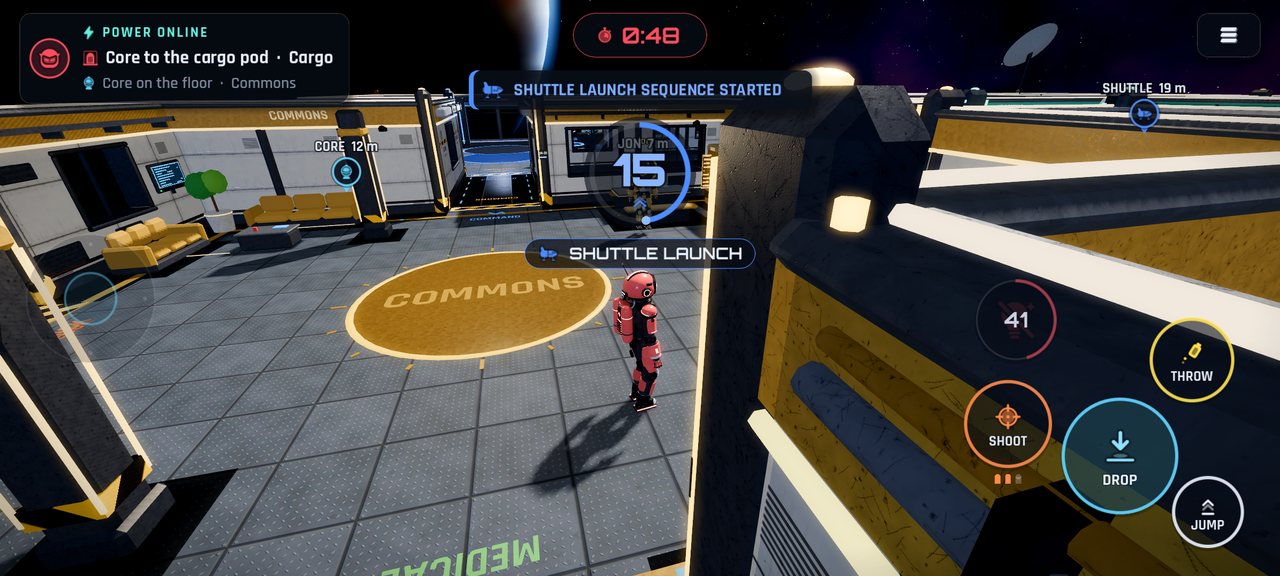 POWER ONLINE
Core to the cargo pod · Cargo
Core on the floor · Commons
0:48
SHUTTLE LAUNCH SEQUENCE STARTED
SHUTTLE 19 m
COMMONS
CORE 12 m
JON 7 m
15
COMMAND
SHUTTLE LAUNCH
COMMONS
41
THROW
SHOOT
DROP
JUMP
MEDICAL